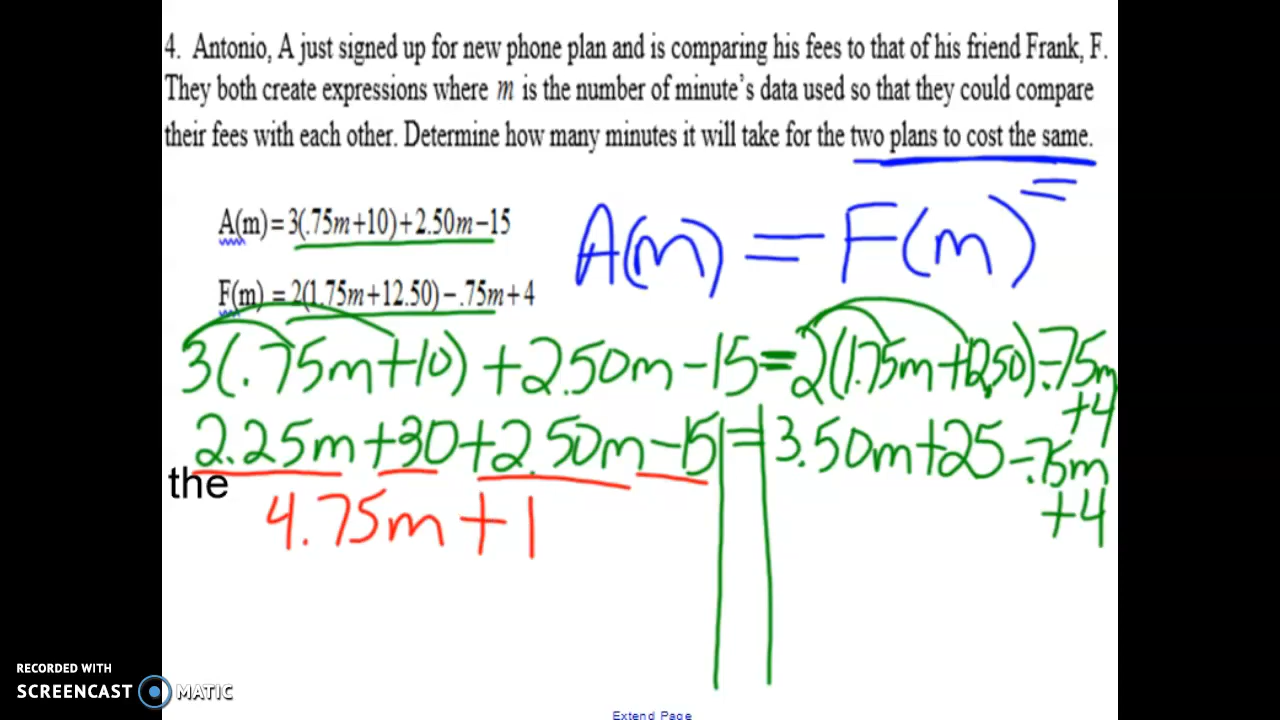 4. Antonio, A just signed up for new phone plan and is comparing his fees to that of his friend Frank, F.
They both create expressions where m is the number of minute's data used so that they could compare
their fees with each other. Determine how many minutes it will take for the two plans to cost the same.
=
A(m) = 3(.75m+10)+2.50m−15
A(m) = F(m)
F(m) = 2(1.75m+12.50)−.75m+4
3(.75m+10) +2.50m −15=2(1.75m+12.50)−.75m
+4
2.25m +30+2.50m −15 = 3.50m+25 −.75m
+4
the
4.75m +1
RECORDED WITH
SCREENCAST MATIC
Extend Page